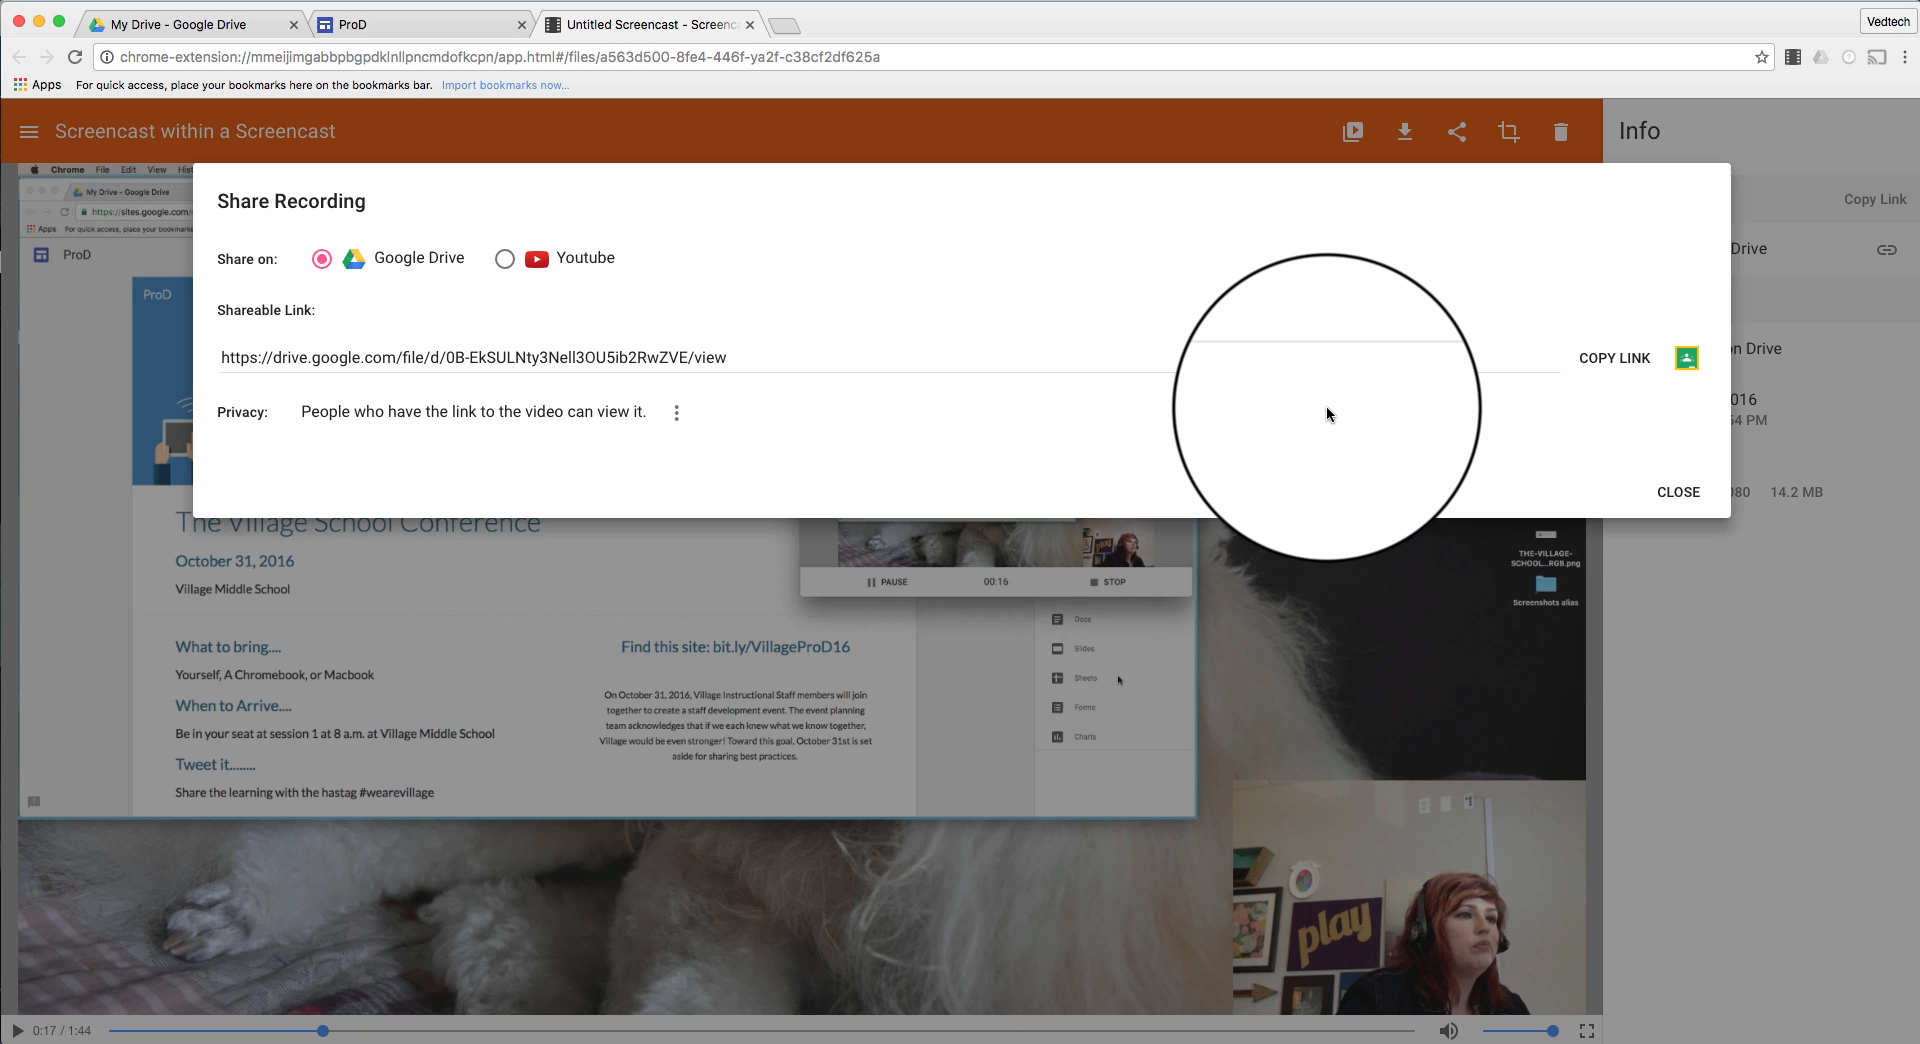 My Drive - Google Drive
ProD
Untitled Screencast - Screenc
Vedtech
chrome-extension://mmeijimgabbpbgpdklnllpncmdofkcpn/app.html#/files/a563d500-8fe4-446f-ya2f-c38cf2df625a
Apps For quick access, place your bookmarks here on the bookmarks bar. Import bookmarks now...
Screencast within a Screencast
Info
Chrome File Edit View Hist
My Drive - Google Drive
https://sites.google.com/
Apps For quick access, place your bookmarks
ProD
ProD
Share Recording
Share on: Google Drive Youtube
Shareable Link:
https://drive.google.com/file/d/0B-EkSULNty3Nell3OU5ib2RwZVE/view
COPY LINK
Privacy: People who have the link to the video can view it.
CLOSE
Copy Link
Drive
on Drive
016
54 PM
080 14.2 MB
The Village School Conference
October 31, 2016
Village Middle School
What to bring....
Yourself, A Chromebook, or Macbook
When to Arrive....
Be in your seat at session 1 at 8 a.m. at Village Middle School
Tweet it........
Share the learning with the hastag #wearevillage
Find this site: bit.ly/VillageProD16
On October 31, 2016, Village Instructional Staff members will join
together to create a staff development event. The event planning
team acknowledges that if we each knew what we know together,
Village would be even stronger! Toward this goal, October 31st is set
aside for sharing best practices.
PAUSE 00:16 STOP
Docs
Slides
Sheets
Forms
Charts
THE-VILLAGE-
SCHOOL...RGB.png
Screenshots alias
play
play
0:17 / 1:44